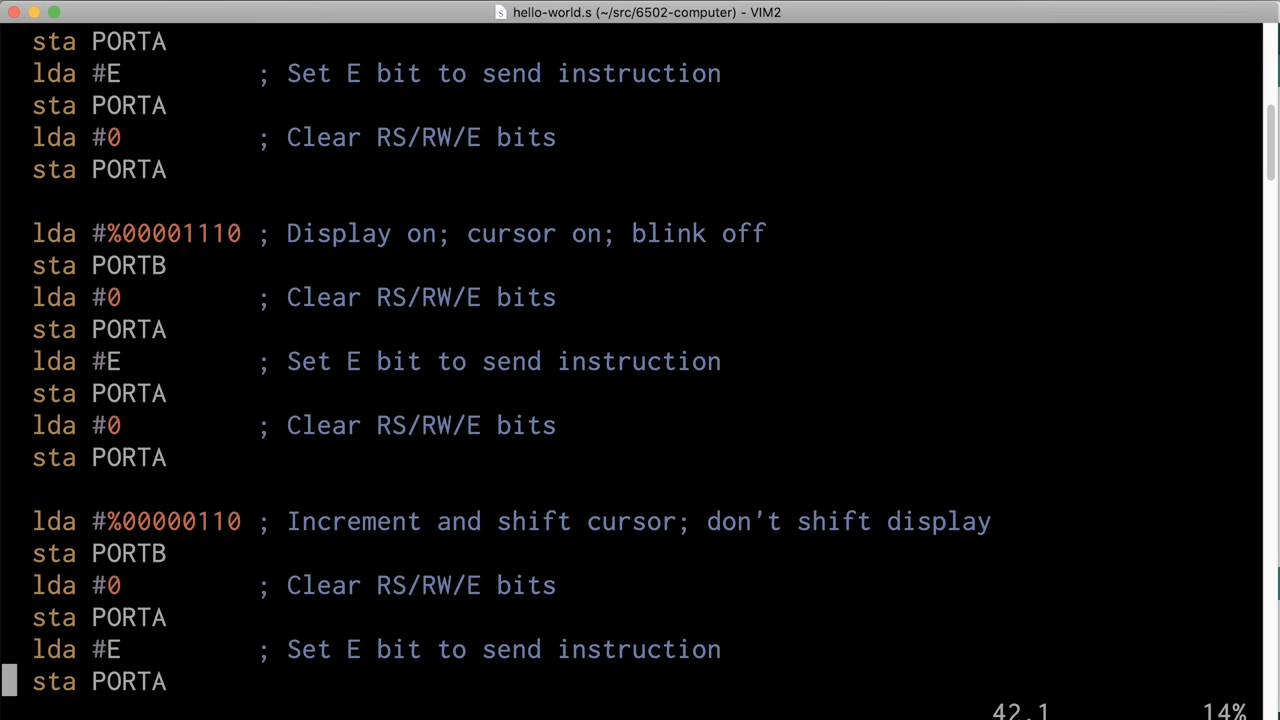 hello-world.s (~/src/6502-computer) - VIM2
sta PORTA
lda #E ; Set E bit to send instruction
sta PORTA
lda #0 ; Clear RS/RW/E bits
sta PORTA
lda #%00001110 ; Display on; cursor on; blink off
sta PORTB
lda #0 ; Clear RS/RW/E bits
sta PORTA
lda #E ; Set E bit to send instruction
sta PORTA
lda #0 ; Clear RS/RW/E bits
sta PORTA
lda #%00000110 ; Increment and shift cursor; don't shift display
sta PORTB
lda #0 ; Clear RS/RW/E bits
sta PORTA
lda #E ; Set E bit to send instruction
sta PORTA
42,1 14%